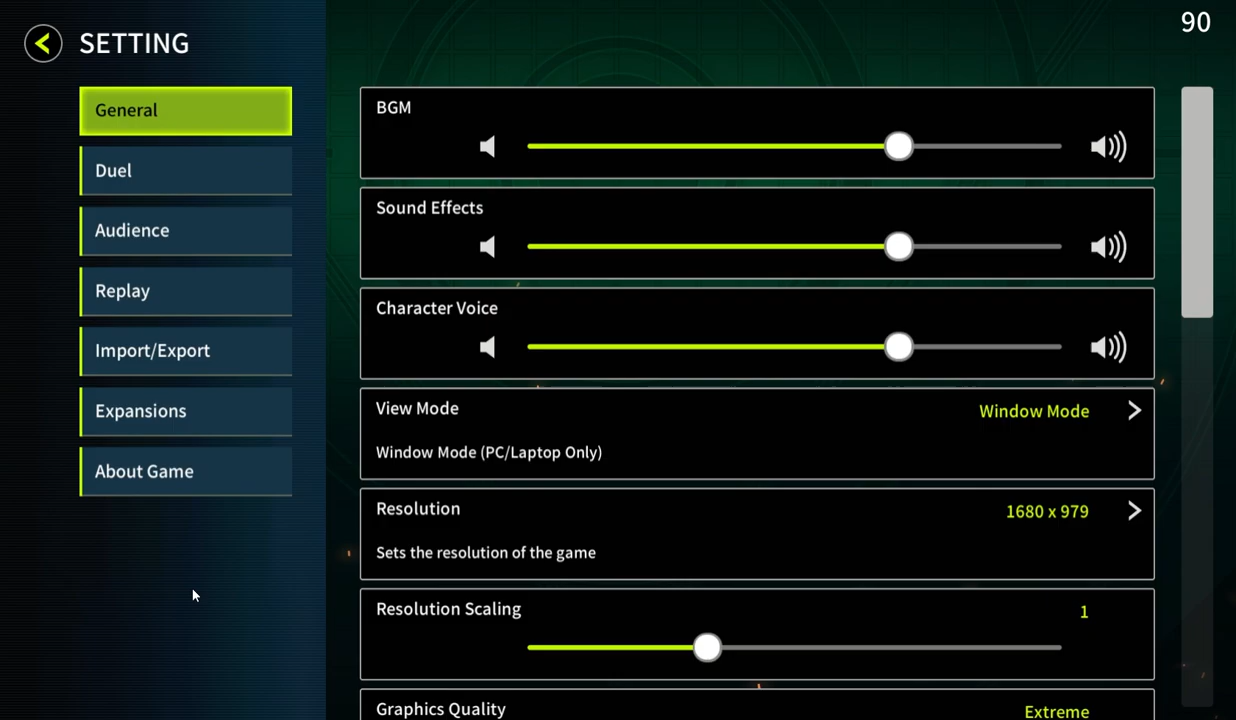 90
SETTING
General
Duel
Audience
Replay
Import/Export
Expansions
About Game
BGM
Sound Effects
Character Voice
View Mode
Window Mode
Window Mode (PC/Laptop Only)
Resolution
1680 x 979
Sets the resolution of the game
Resolution Scaling
1
Graphics Quality
Extreme